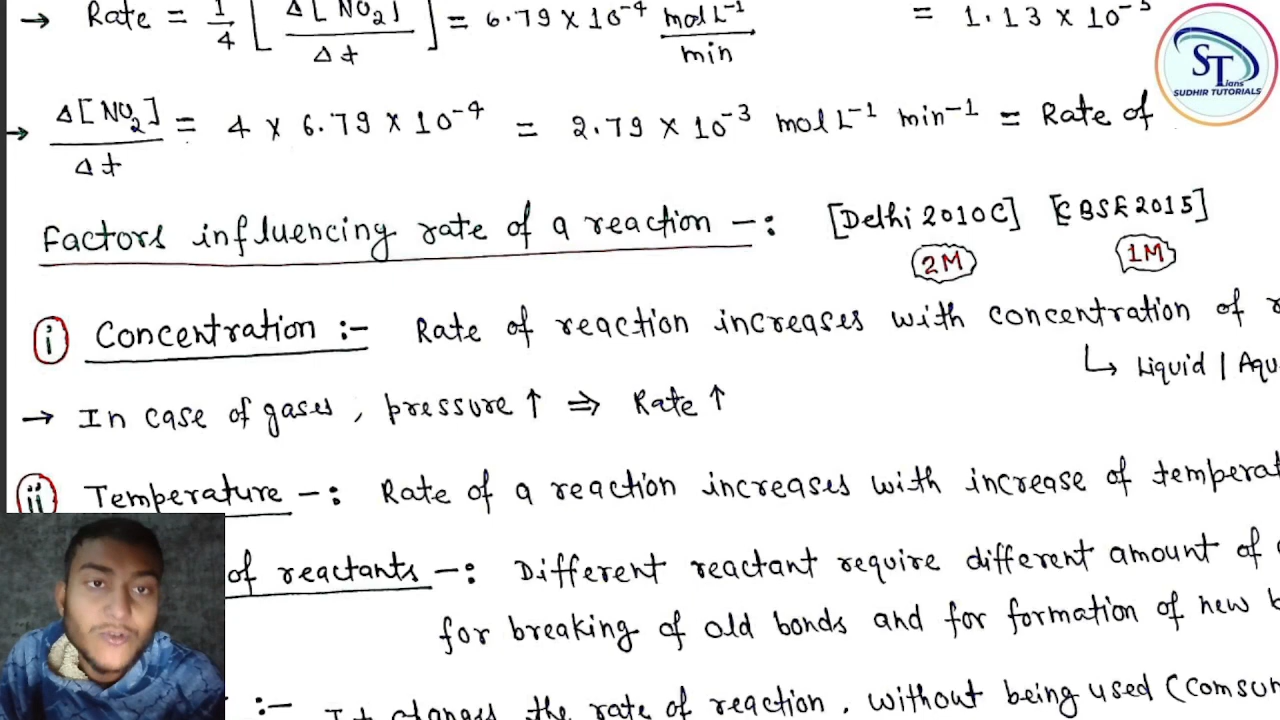 → Rate = 1/4 [ Δ[NO₂] / Δt ] = 6.79 × 10⁻⁴ mol L⁻¹ / min = 1.13 × 10⁻⁵
ST ians
SUDHIR TUTORIALS
→ Δ[NO₂] / Δt = 4 × 6.79 × 10⁻⁴ = 2.79 × 10⁻³ mol L⁻¹ min⁻¹ = Rate of
Factors influencing rate of a reaction -: [Delhi 2010C] [CBSE 2015]
2M 1M
i Concentration :- Rate of reaction increases with concentration of
↳ Liquid |
→ In case of gases, pressure ↑ ⇒ Rate ↑
ii Temperature -: Rate of a reaction increases with increase of
of reactants -: Different reactant require different amount of
for breaking of old bonds and for formation of new
:- It changes the rate of reaction, without being used